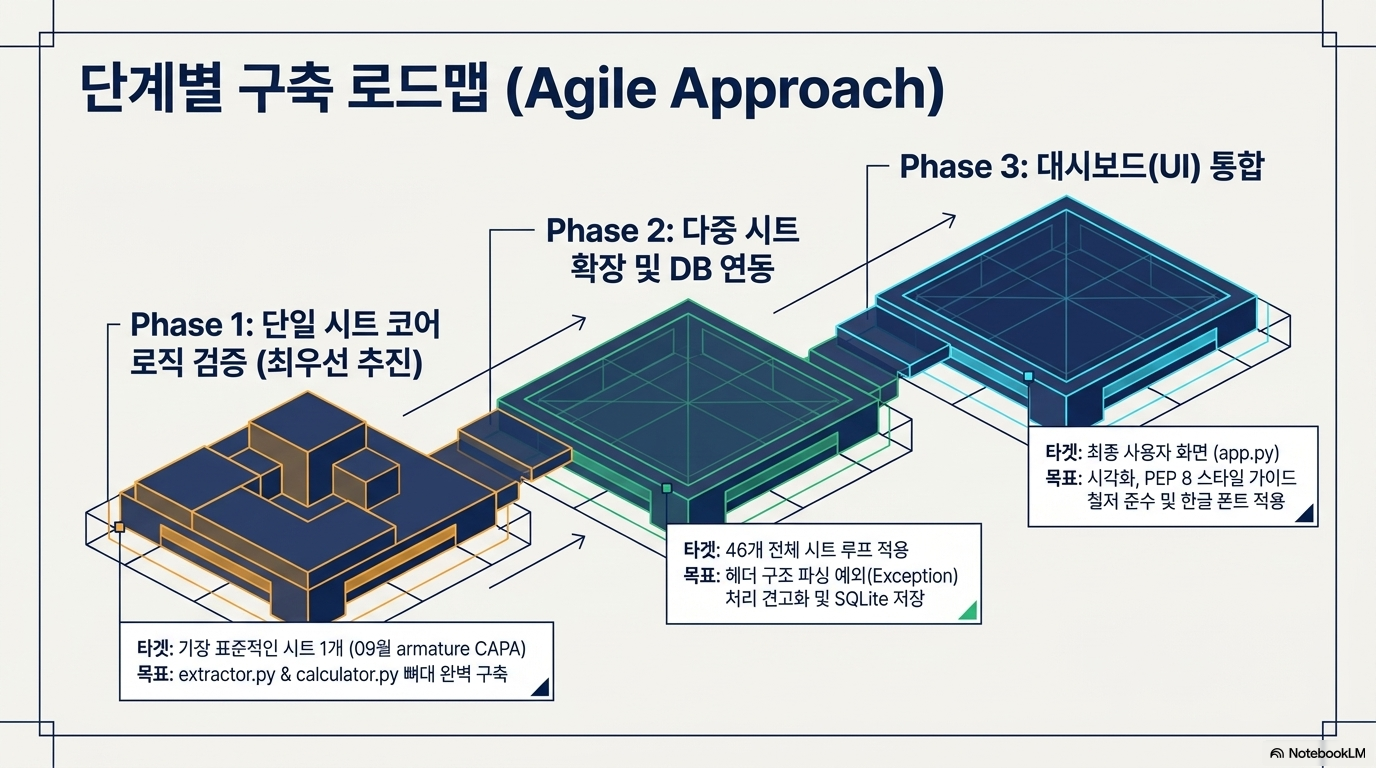 단계별 구축 로드맵 (Agile Approach)
Phase 1: 단일 시트 코어
로직 검증 (최우선 추진)
타겟: 기장 표준적인 시트 1개 (09월 armature CAPA)
목표: extractor.py & calculator.py 뼈대 완벽 구축
Phase 2: 다중 시트
확장 및 DB 연동
타겟: 46개 전체 시트 루프 적용
목표: 헤더 구조 파싱 예외(Exception)
처리 견고화 및 SQLite 저장
Phase 3: 대시보드(UI) 통합
타겟: 최종 사용자 화면 (app.py)
목표: 시각화, PEP 8 스타일 가이드
철저 준수 및 한글 폰트 적용
NotebookLM